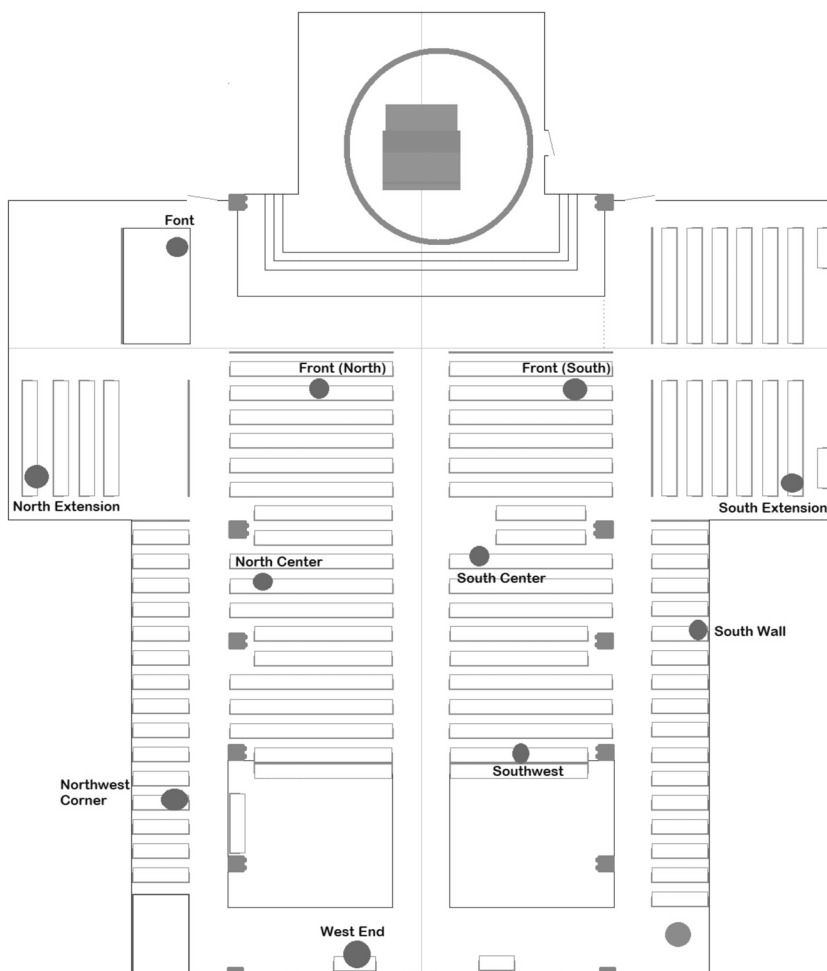 Font
Front (North)
Front (South)
North Extension
South Extension
North Center
South Center
South Wall
Southwest
Northwest
Corner
West End